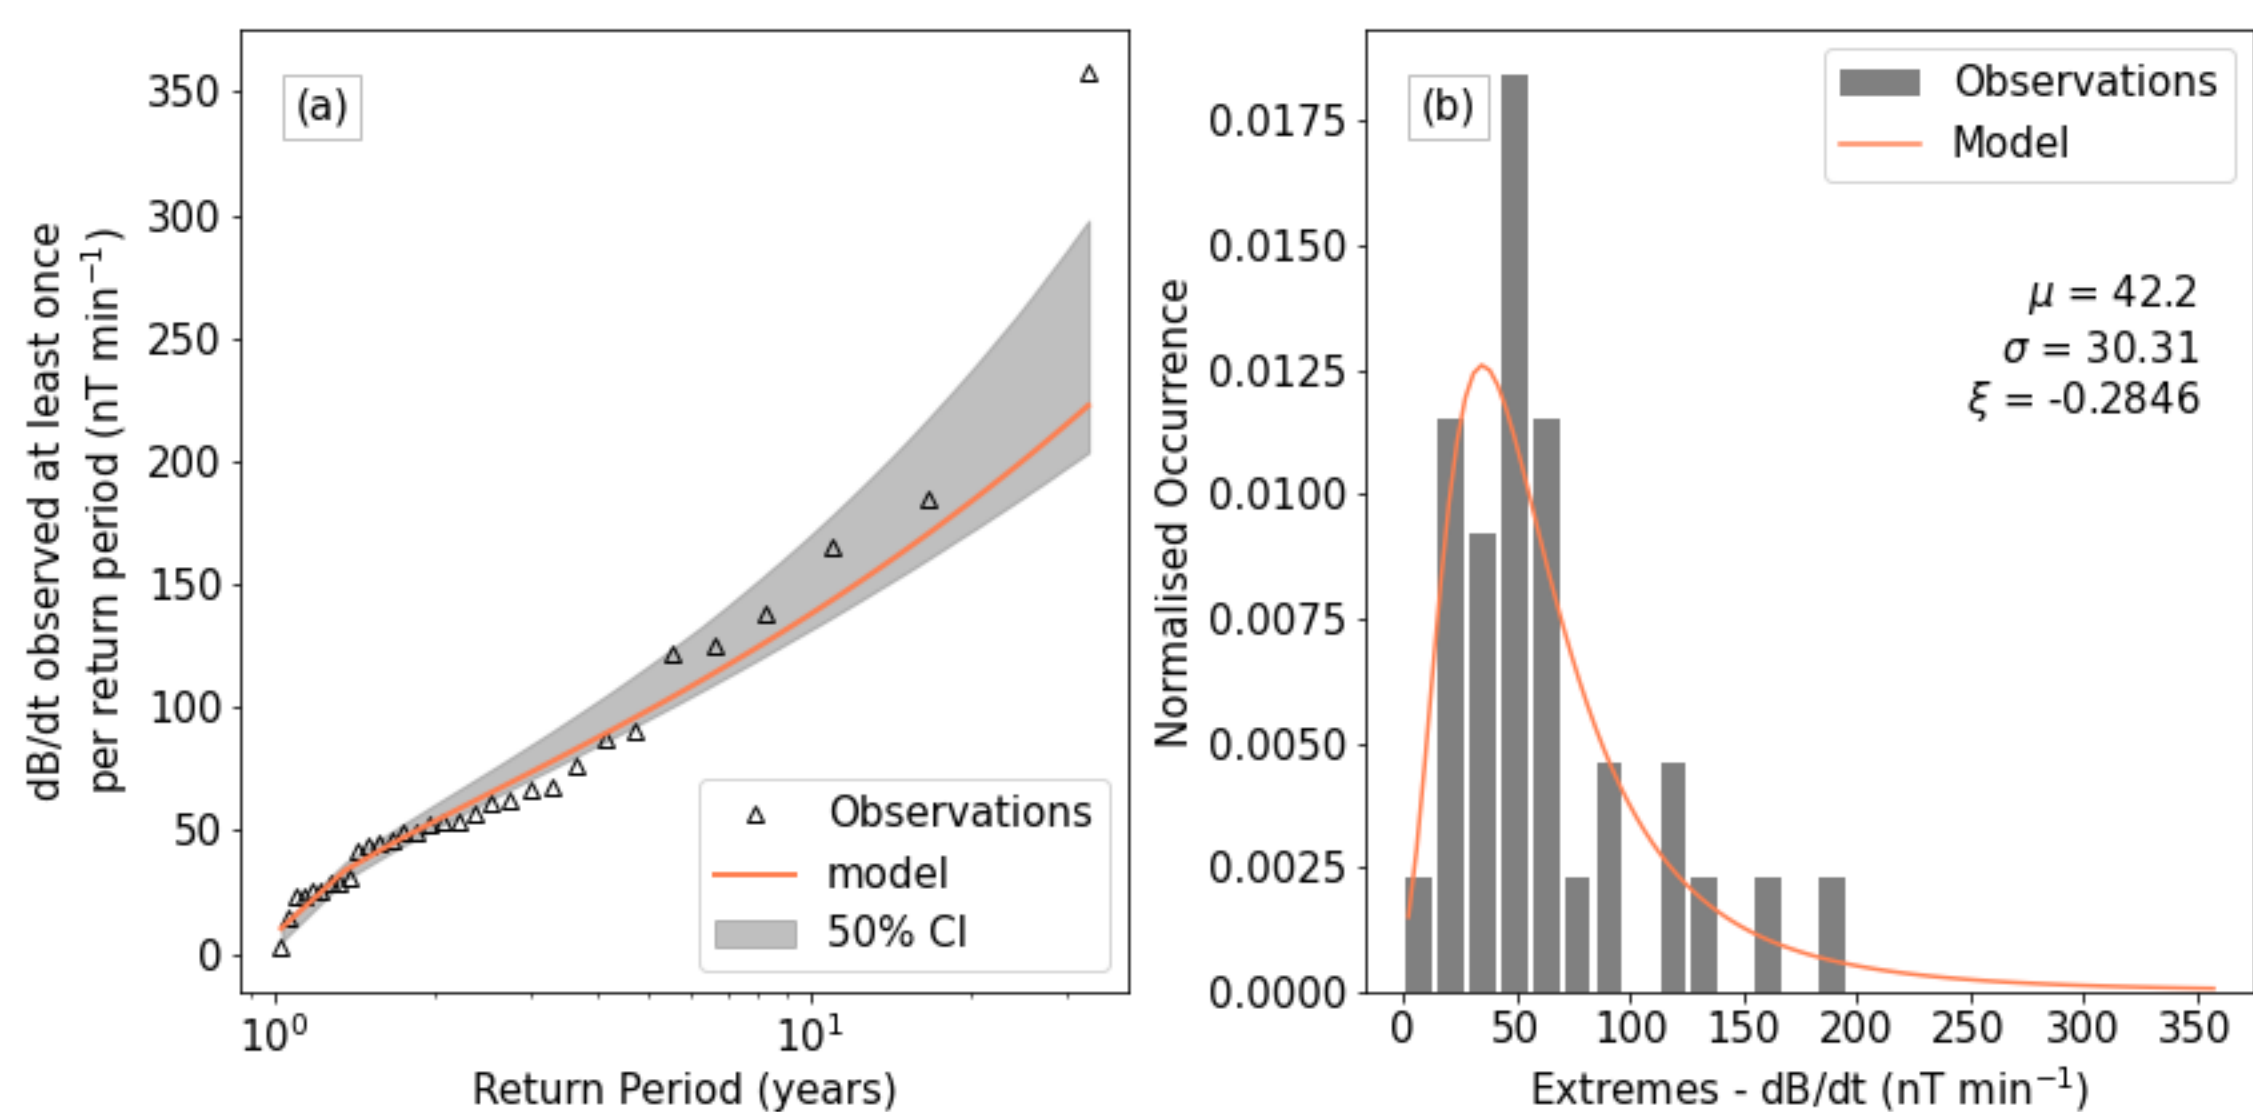 dB/dt observed at least once
per return period (nT min⁻¹)
350
300
250
200
150
100
50
0
(a)
Observations
model
50% CI
10⁰
10¹
Return Period (years)
Normalised Occurrence
0.0175
0.0150
0.0125
0.0100
0.0075
0.0050
0.0025
0.0000
(b)
Observations
Model
μ = 42.2
σ = 30.31
ξ = -0.2846
0 50 100 150 200 250 300 350
Extremes - dB/dt (nT min⁻¹)